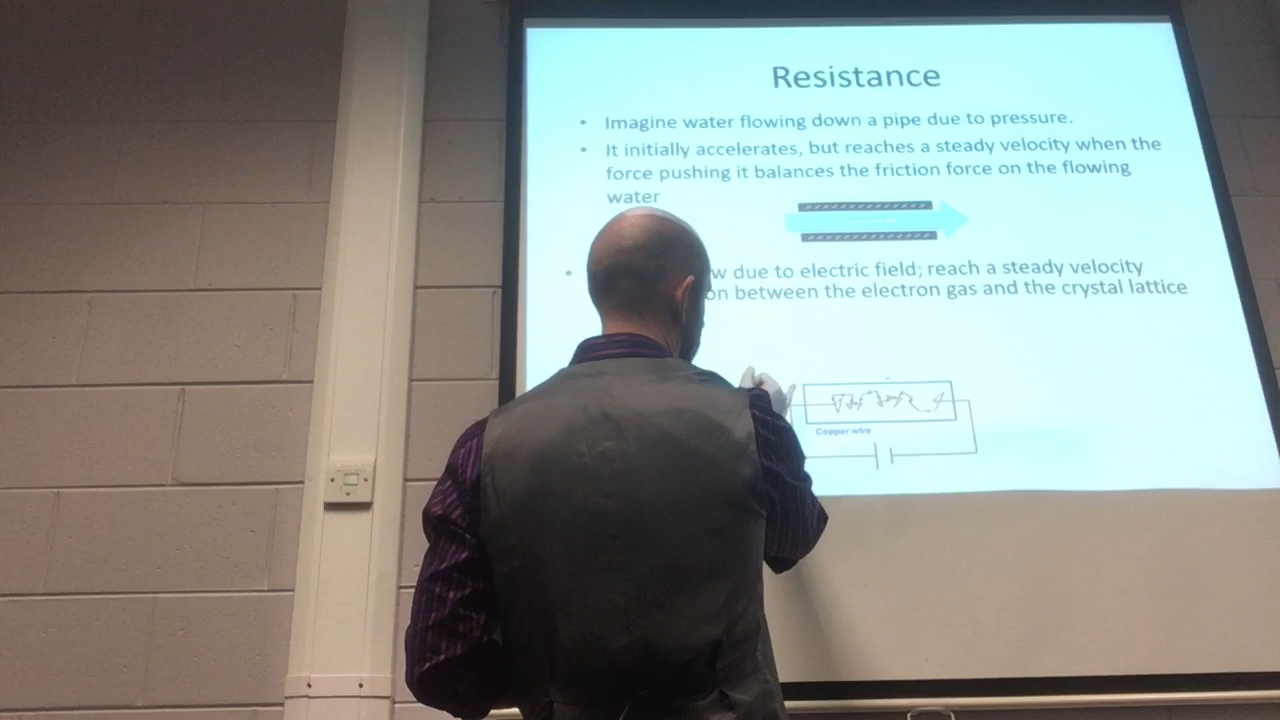 Resistance
• Imagine water flowing down a pipe due to pressure.
• It initially accelerates, but reaches a steady velocity when the
force pushing it balances the friction force on the flowing
water
• w due to electric field; reach a steady velocity
on between the electron gas and the crystal lattice
Copper wire